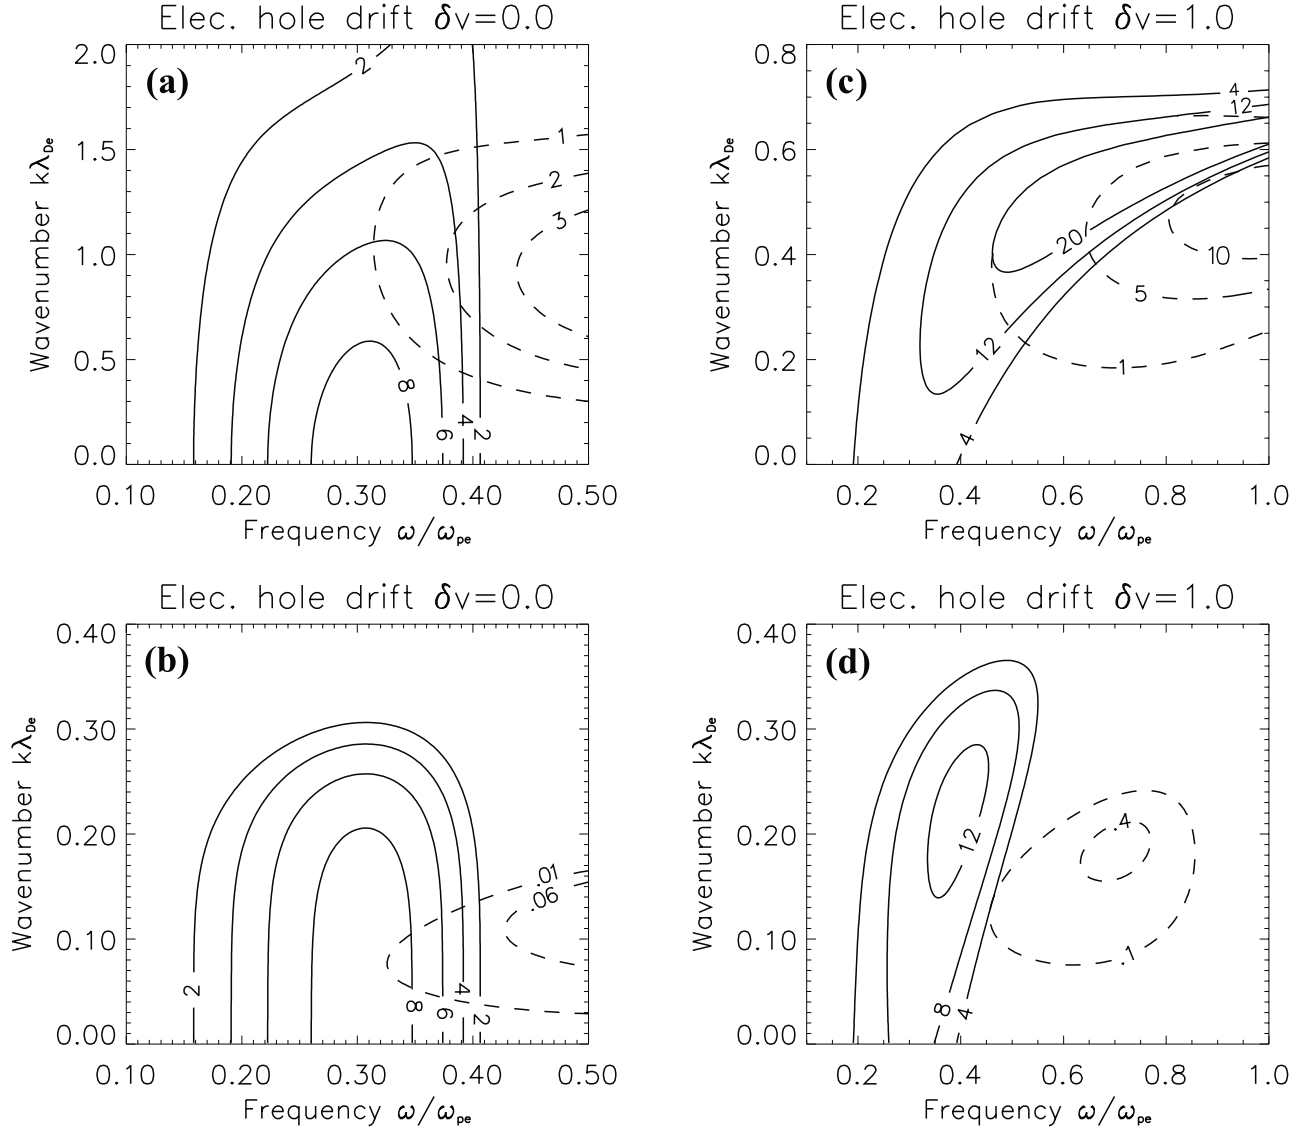 Elec. hole drift δv=0.0
(a)
2.0
1.5
1.0
0.5
0.0
Wavenumber kλDe
2
1
2
3
8
6
4
2
0.10 0.20 0.30 0.40 0.50
Frequency ω/ωpe
Elec. hole drift δv=1.0
(c)
0.8
0.6
0.4
0.2
0.0
Wavenumber kλDe
4
12
20
10
5
12
1
4
0.2 0.4 0.6 0.8 1.0
Frequency ω/ωpe
Elec. hole drift δv=0.0
(b)
0.40
0.30
0.20
0.10
0.00
Wavenumber kλDe
.01
.06
2
8
6
4
2
0.10 0.20 0.30 0.40 0.50
Frequency ω/ωpe
Elec. hole drift δv=1.0
(d)
0.40
0.30
0.20
0.10
0.00
Wavenumber kλDe
12
.4
.1
8
4
0.2 0.4 0.6 0.8 1.0
Frequency ω/ωpe